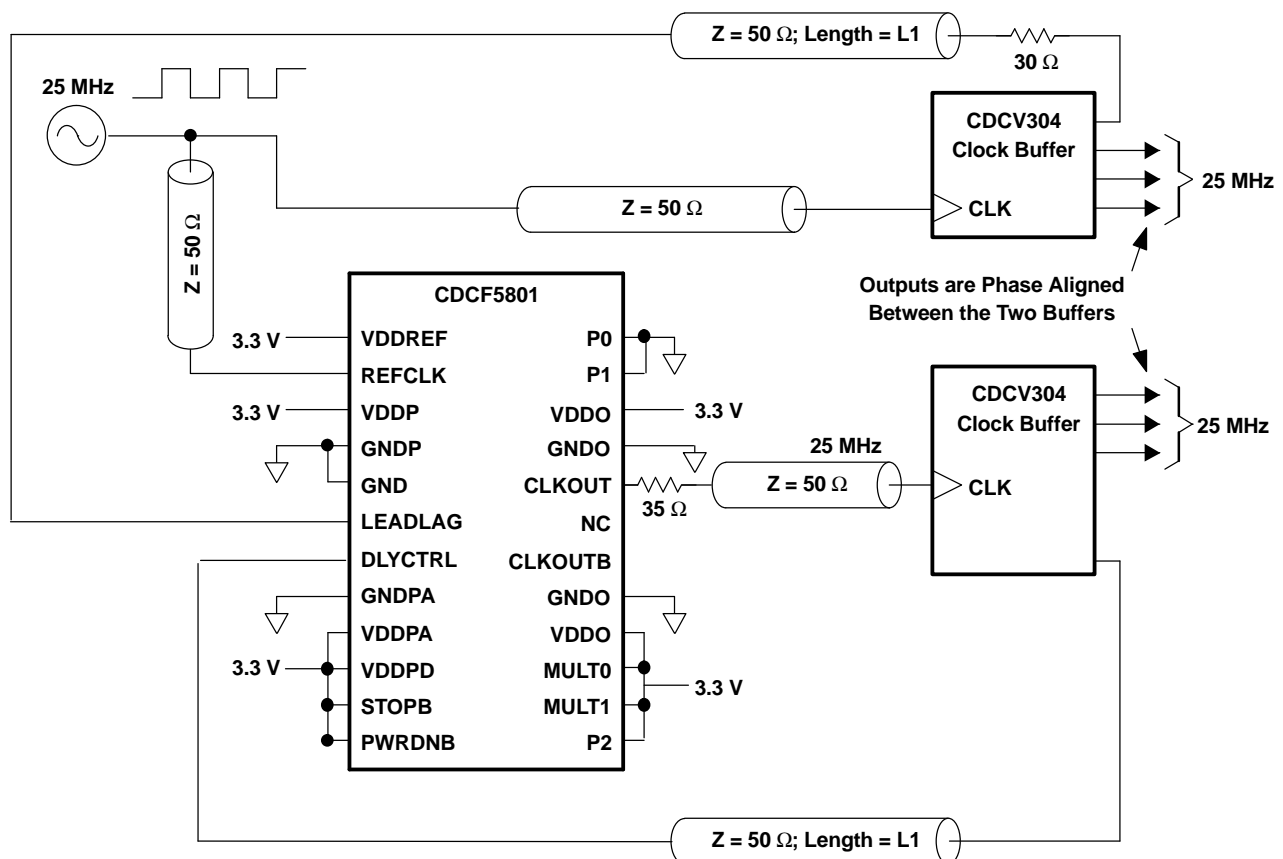 Z = 50 Ω; Length = L1
30 Ω
25 MHz
CDCV304
Clock Buffer
CLK
25 MHz
Z = 50 Ω
Z = 50 Ω
Outputs are Phase Aligned
Between the Two Buffers
CDCF5801
3.3 V
VDDREF
P0
REFCLK
P1
3.3 V
VDDP
VDDO
3.3 V
GNDP
GNDO
GND
CLKOUT
LEADLAG
NC
DLYCTRL
CLKOUTB
GNDPA
GNDO
VDDPA
VDDO
3.3 V
VDDPD
MULT0
3.3 V
STOPB
MULT1
PWRDNB
P2
35 Ω
25 MHz
Z = 50 Ω
CDCV304
Clock Buffer
CLK
25 MHz
Z = 50 Ω; Length = L1